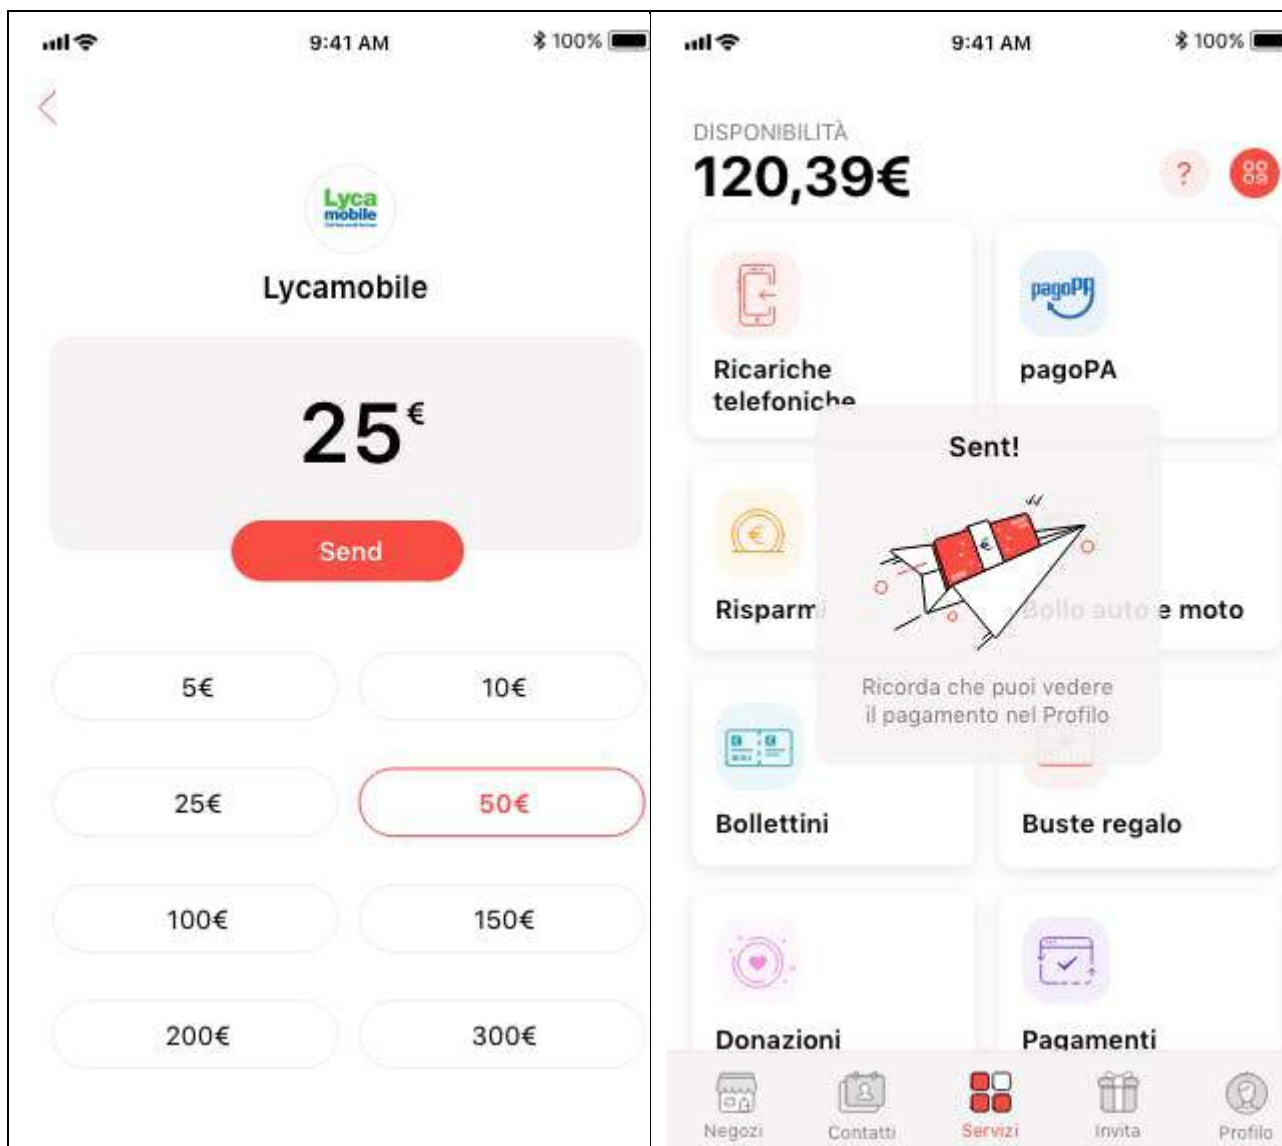 9:41 AM
100%
Lyca
mobile
Lycamobile
25€
Send
5€
10€
25€
50€
100€
150€
200€
300€
9:41 AM
100%
DISPONIBILITÀ
120,39€
?
Ricariche
telefoniche
pagoPA
pagoPA
Sent!
Ricorda che puoi vedere
il pagamento nel Profilo
Risparmi
Bollo auto e moto
Bollettini
Buste regalo
Donazioni
Pagamenti
Negozi
Contatti
Servizi
Invita
Profilo